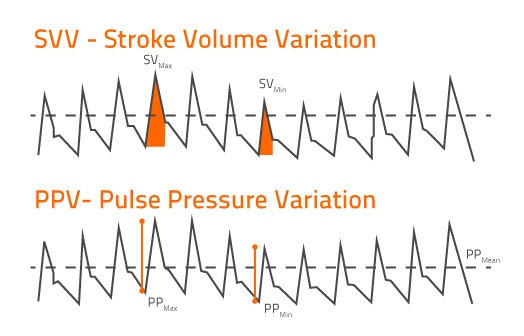 SVV - Stroke Volume Variation
SVMax
SVMin
PPV- Pulse Pressure Variation
PPMean
PPMax
PPMin